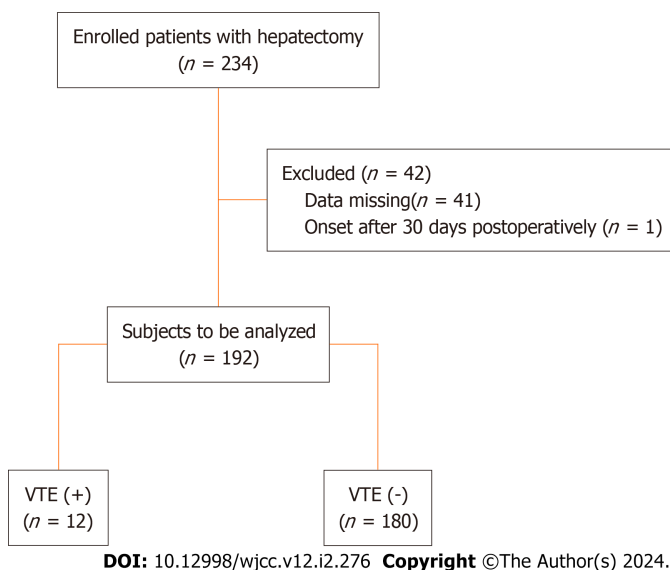 Enrolled patients with hepatectomy
(n = 234)
Excluded (n = 42)
Data missing(n = 41)
Onset after 30 days postoperatively (n = 1)
Subjects to be analyzed
(n = 192)
VTE (+)
(n = 12)
VTE (-)
(n = 180)
DOI: 10.12998/wjcc.v12.i2.276 Copyright ©The Author(s) 2024.